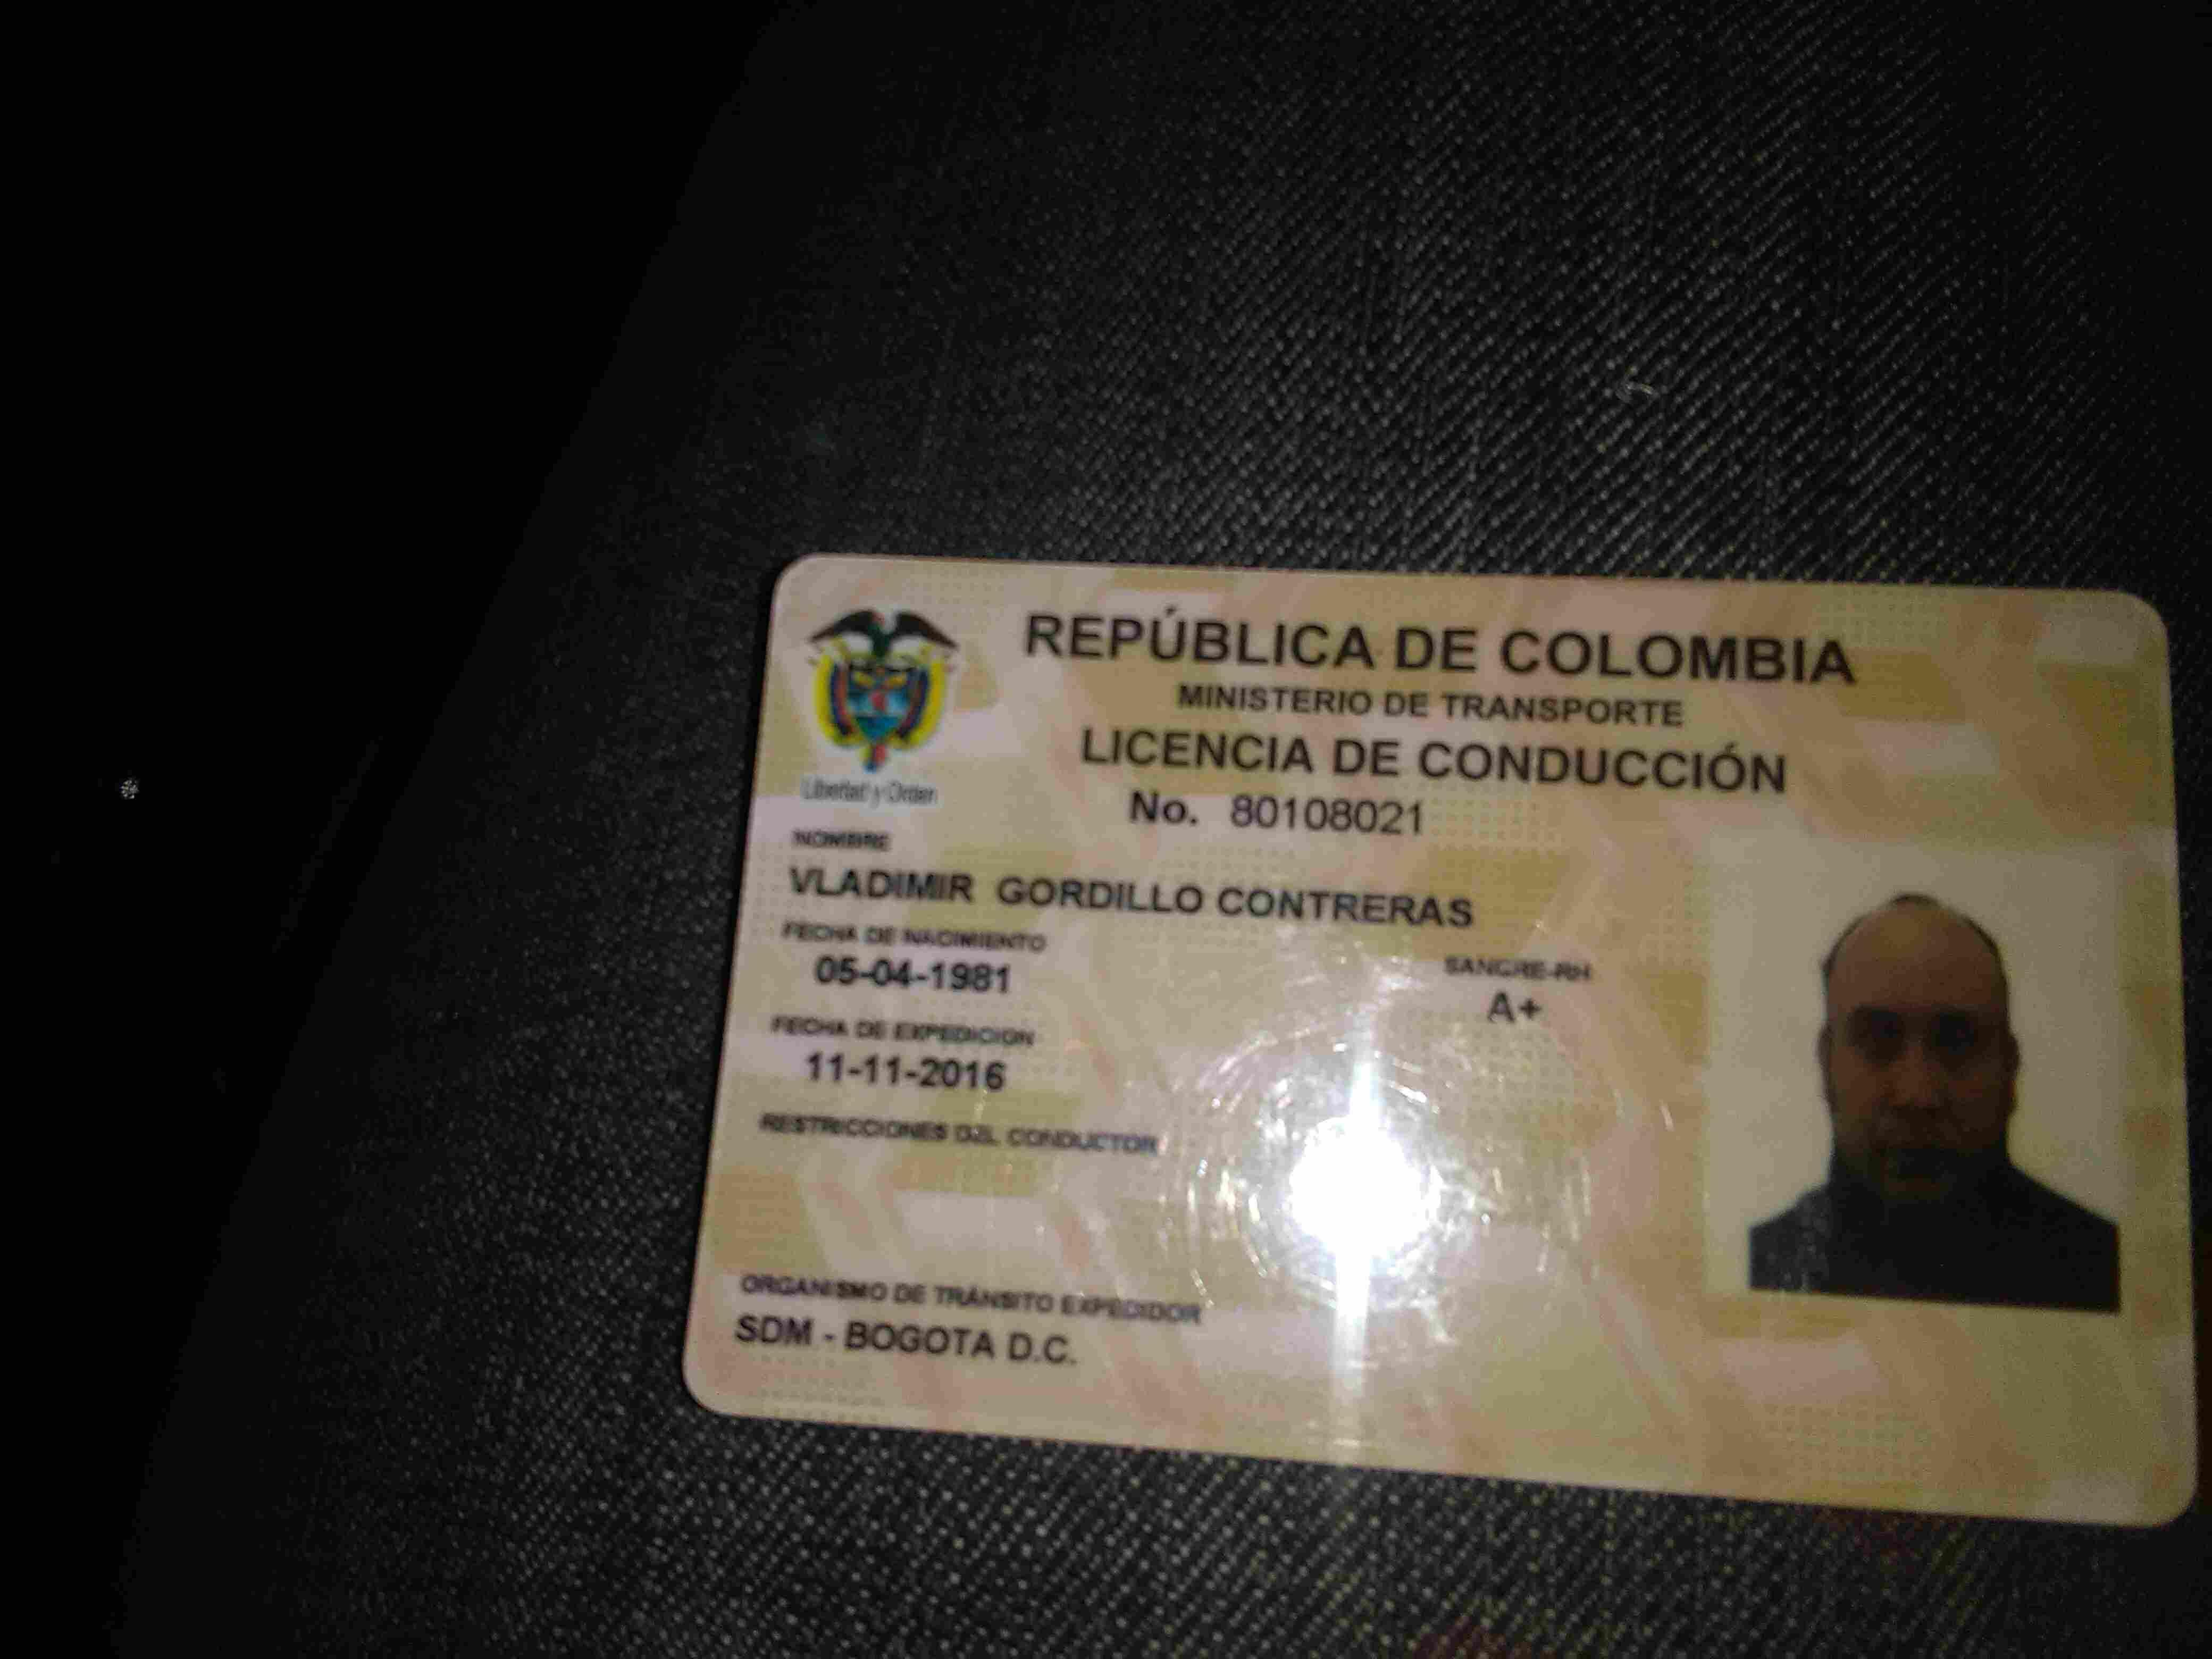 REPÚBLICA DE COLOMBIA
MINISTERIO DE TRANSPORTE
LICENCIA DE CONDUCCIÓN
No. 80108021
Libertad y Orden
NOMBRE
VLADIMIR GORDILLO CONTRERAS
FECHA DE NACIMIENTO
05-04-1981
SANGRE-RH
A+
FECHA DE EXPEDICION
11-11-2016
RESTRICCIONES DEL CONDUCTOR
ORGANISMO DE TRÁNSITO EXPEDIDOR
SDM - BOGOTA D.C.